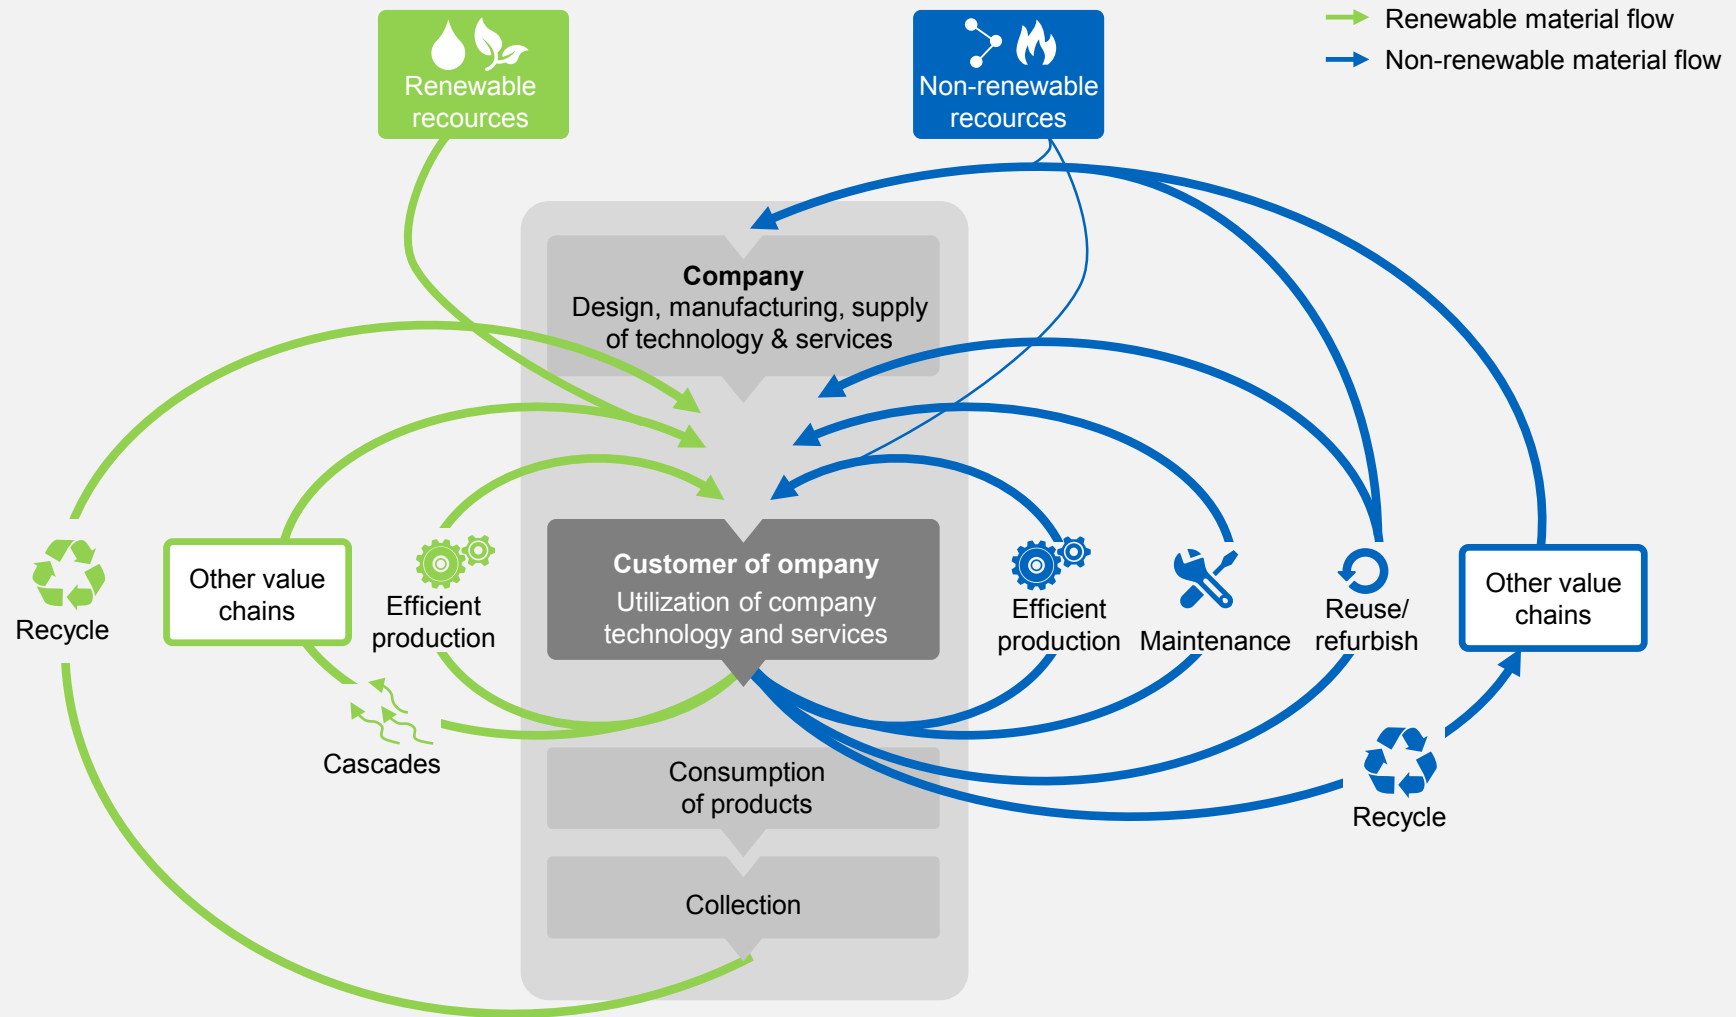 Renewable
recources
Non-renewable
recources
Renewable material flow
Non-renewable material flow
Company
Design, manufacturing, supply
of technology & services
Recycle
Other value
chains
Efficient
production
Cascades
Customer of ompany
Utilization of company
technology and services
Efficient
production
Maintenance
Reuse/
refurbish
Other value
chains
Recycle
Consumption
of products
Collection